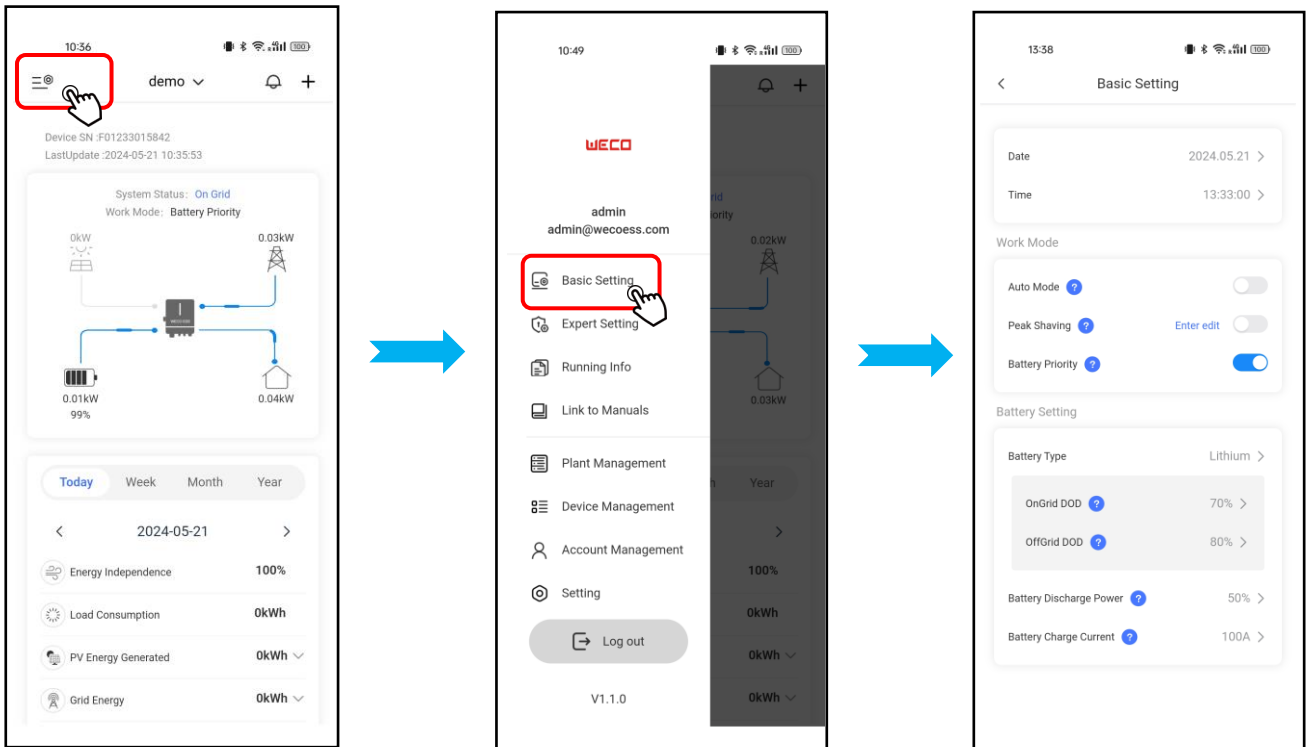 10:36
100
demo
Device SN :F01233015842
LastUpdate :2024-05-21 10:35:53
System Status: On Grid
Work Mode: Battery Priority
0kW
0.03kW
0.01kW
99%
0.04kW
Today Week Month Year
2024-05-21
Energy Independence 100%
Load Consumption 0kWh
PV Energy Generated 0kWh
Grid Energy 0kWh
10:49
100
WECO
admin
admin@wecoess.com
Basic Setting
Expert Setting
Running Info
Link to Manuals
Plant Management
Device Management
Account Management
Setting
Log out
V1.1.0
rid
iority
0.02kW
0.03kW
h Year
100%
0kWh
0kWh
0kWh
13:38
100
Basic Setting
Date 2024.05.21
Time 13:33:00
Work Mode
Auto Mode ?
Peak Shaving ? Enter edit
Battery Priority ?
Battery Setting
Battery Type Lithium
OnGrid DOD ? 70%
OffGrid DOD ? 80%
Battery Discharge Power ? 50%
Battery Charge Current ? 100A